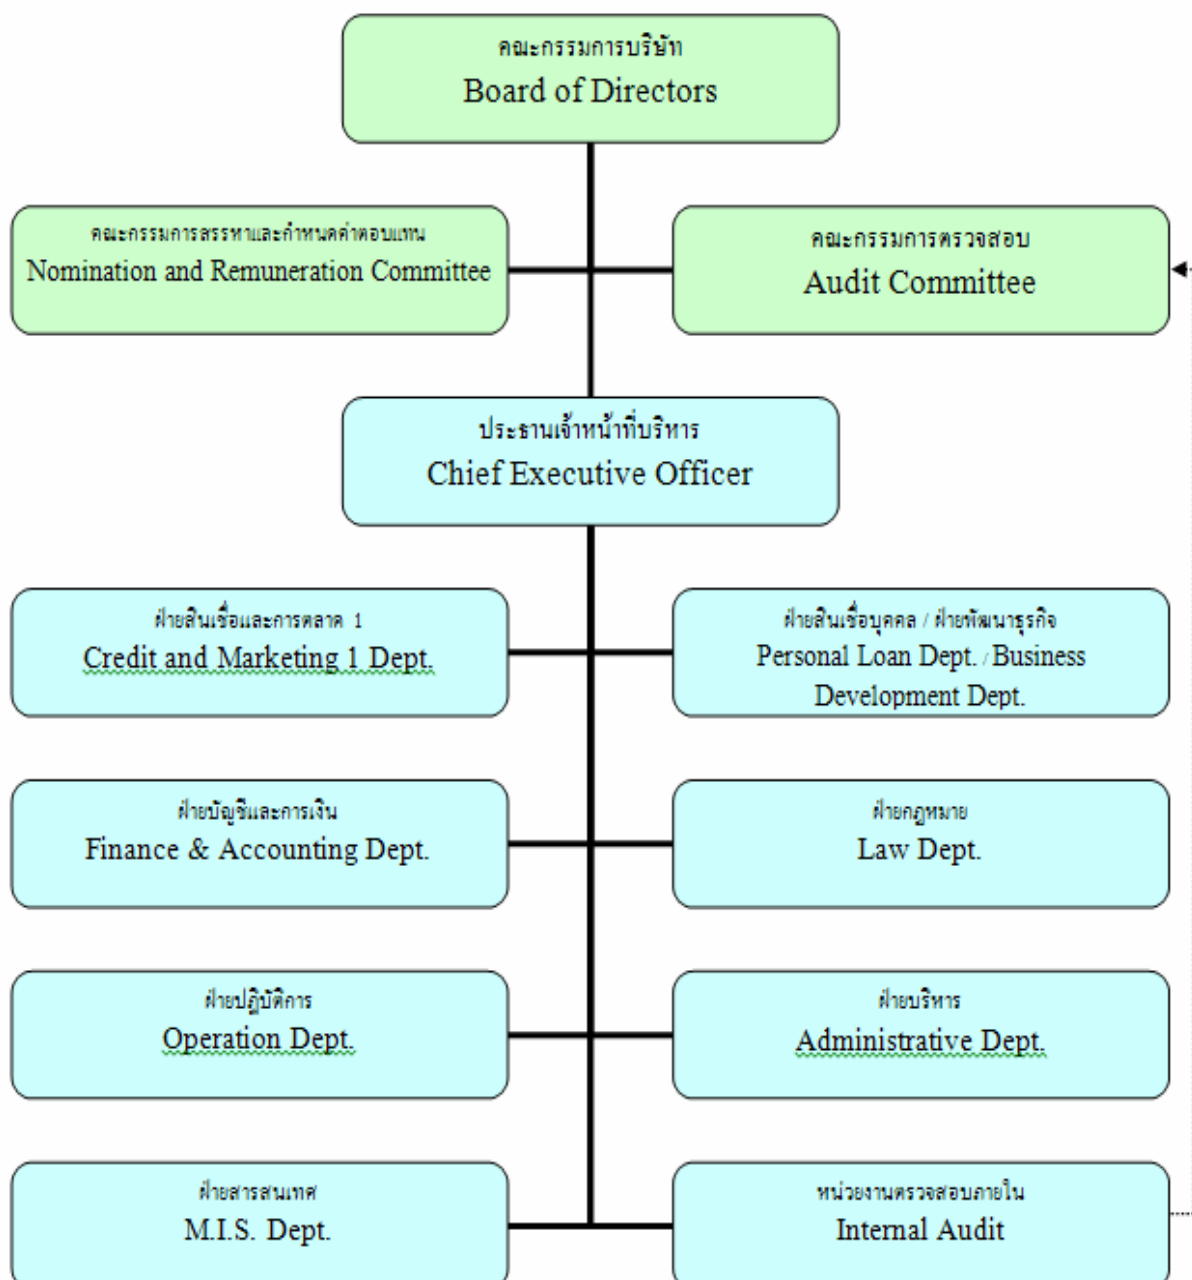 คณะกรรมการบริษัท
Board of Directors
คณะกรรมการสรรหาและกำหนดค่าตอบแทน
Nomination and Remuneration Committee
คณะกรรมการตรวจสอบ
Audit Committee
ประธานเจ้าหน้าที่บริหาร
Chief Executive Officer
ฝ่ายสินเชื่อและการตลาด 1
Credit and Marketing 1 Dept.
ฝ่ายสินเชื่อบุคคล / ฝ่ายพัฒนาธุรกิจ
Personal Loan Dept. / Business
Development Dept.
ฝ่ายบัญชีและการเงิน
Finance & Accounting Dept.
ฝ่ายกฎหมาย
Law Dept.
ฝ่ายปฏิบัติการ
Operation Dept.
ฝ่ายบริหาร
Administrative Dept.
ฝ่ายสารสนเทศ
M.I.S. Dept.
หน่วยงานตรวจสอบภายใน
Internal Audit